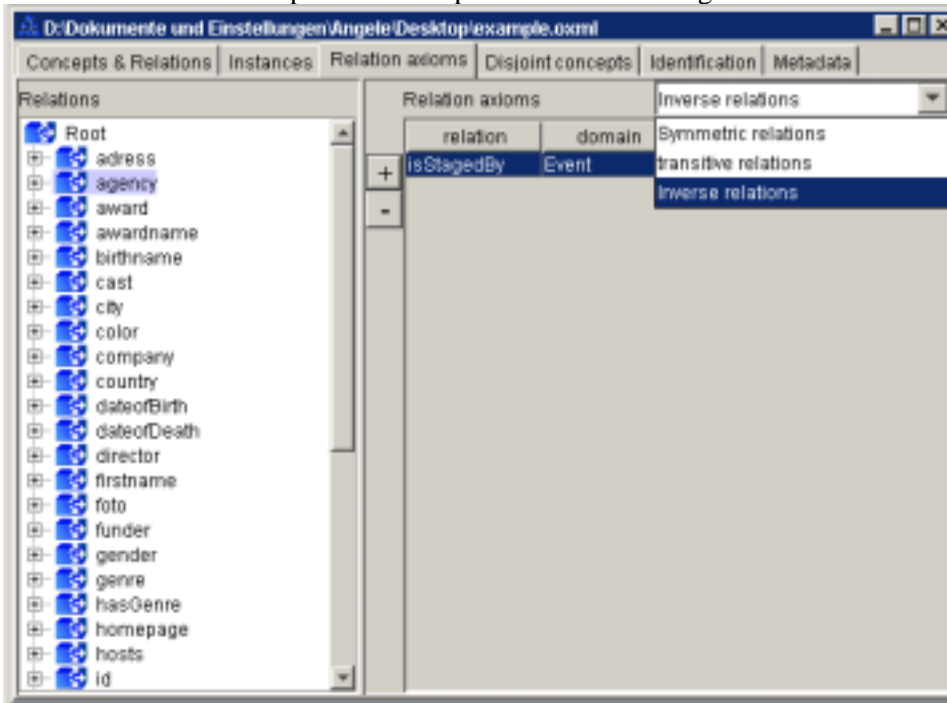 D:\Dokumente und Einstellungen\Angele\Desktop\example.oxml
Concepts & Relations Instances Relation axioms Disjoint concepts Identification Metadata
Relations
Root
adress
agency
award
awardname
birthname
cast
city
color
company
country
dateofBirth
dateofDeath
director
firstname
foto
funder
gender
genre
hasGenre
homepage
hosts
id
+
-
Relation axioms Inverse relations
relation domain
isStagedBy Event
Symmetric relations
transitive relations
Inverse relations